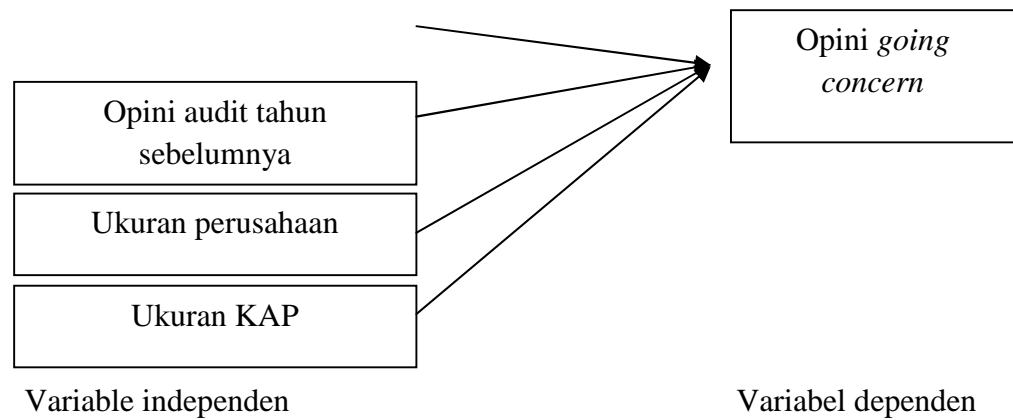 Opini going
concern
Opini audit tahun
sebelumnya
Ukuran perusahaan
Ukuran KAP
Variable independen
Variabel dependen